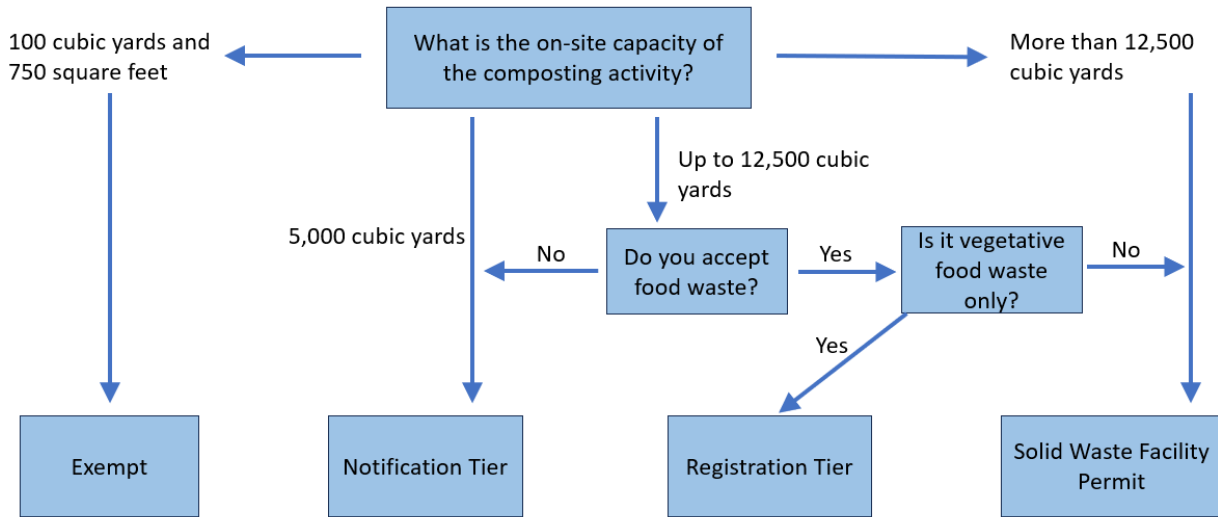 What is the on-site capacity of
the composting activity?
100 cubic yards and
750 square feet
More than 12,500
cubic yards
Up to 12,500 cubic
yards
5,000 cubic yards
No
Do you accept
food waste?
Yes
Is it vegetative
food waste
only?
No
Yes
Exempt
Notification Tier
Registration Tier
Solid Waste Facility
Permit